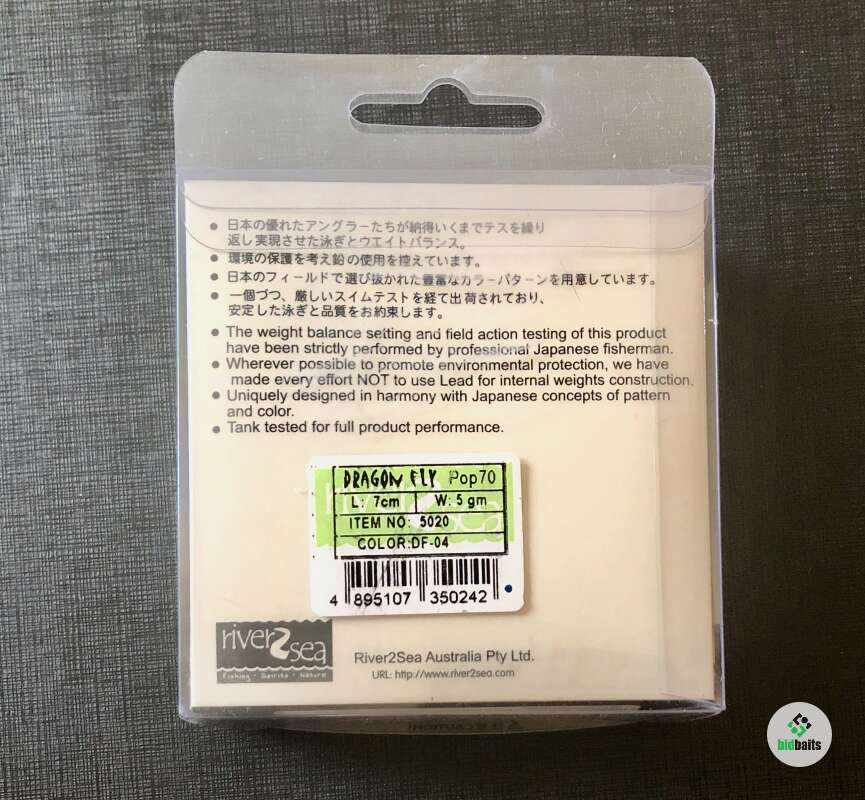 ● 日本の優れたアングラーたちが納得いくまでテスを繰り
返し実現させた泳ぎとウエイトバランス。
● 環境の保護を考え鉛の使用を控えています。
● 日本のフィールドで選び抜かれた豊富なカラーパターンを用意しています。
● 一個づつ、厳しいスイムテストを経て出荷されており、
安定した泳ぎと品質をお約束します。
● The weight balance setting and field action testing of this product
have been strictly performed by professional Japanese fisherman.
● Wherever possible to promote environmental protection, we have
made every effort NOT to use Lead for internal weights construction.
● Uniquely designed in harmony with Japanese concepts of pattern
and color.
● Tank tested for full product performance.
DRAGON FLY Pop70
L: 7cm W: 5 gm
ITEM NO: 5020
COLOR:DF-04
4 895107 350242
river2sea
Fishing · Spirits · Nature
River2Sea Australia Pty Ltd.
URL: http://www.river2sea.com
bidbaits